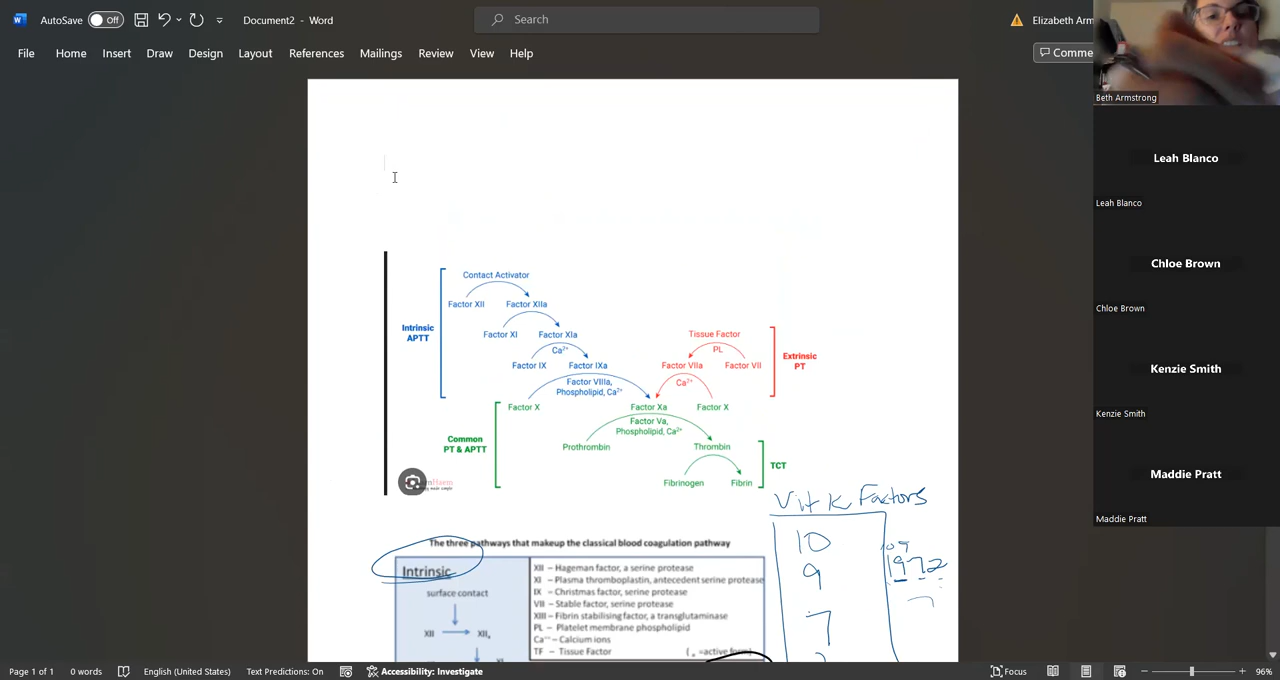 AutoSave Off Document2 - Word Search Elizabeth Arm
File Home Insert Draw Design Layout References Mailings Review View Help Comme
Beth Armstrong
Leah Blanco
Leah Blanco
Chloe Brown
Chloe Brown
Kenzie Smith
Kenzie Smith
Maddie Pratt
Maddie Pratt
Contact Activator
Factor XII Factor XIIa
Intrinsic
APTT
Factor XI Factor XIa
Ca²⁺
Factor IX Factor IXa
Factor VIIIa,
Phospholipid, Ca²⁺
Tissue Factor
PL
Factor VIIa Factor VII
Ca²⁺
Extrinsic
PT
Factor X Factor Xa Factor X
Factor Va,
Phospholipid, Ca²⁺
Common
PT & APTT
Prothrombin Thrombin
TCT
Fibrinogen Fibrin
Vit K Factors
10
9
7
1972
The three pathways that makeup the classical blood coagulation pathway
Intrinsic
surface contact
XII XIIa
XII – Hageman factor, a serine protease
XI – Plasma thromboplastin, antecedent serine protease
IX – Christmas factor, serine protease
VII – Stable factor, serine protease
XIII – Fibrin stabilising factor, a transglutaminase
PL – Platelet membrane phospholipid
Ca⁺⁺ – Calcium ions
TF – Tissue Factor ( a =active form)
Page 1 of 1 0 words English (United States) Text Predictions: On Accessibility: Investigate Focus 96%